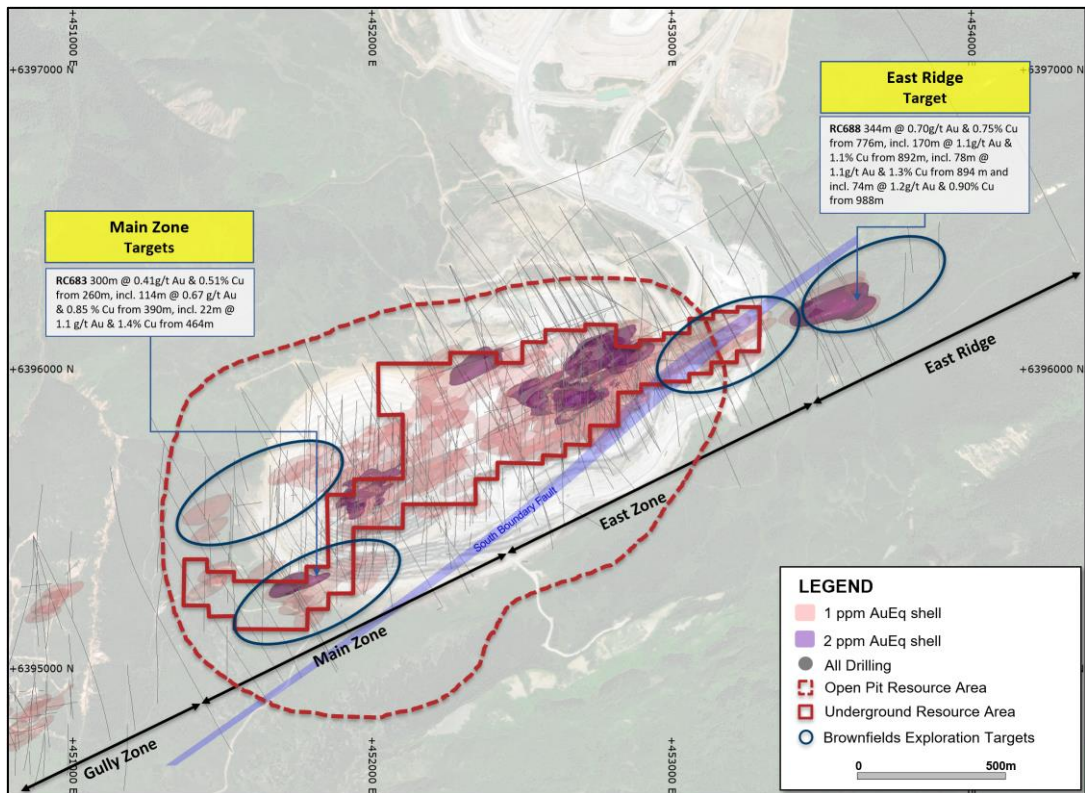 +451000 E
+452000 E
+453000 E
+454000 E
+6397000 N
+6397000 N
East Ridge
Target
RC688 344m @ 0.70g/t Au & 0.75% Cu
from 776m, incl. 170m @ 1.1g/t Au &
1.1% Cu from 892m, incl. 78m @
1.1g/t Au & 1.3% Cu from 894 m and
incl. 74m @ 1.2g/t Au & 0.90% Cu
from 988m
Main Zone
Targets
RC683 300m @ 0.41g/t Au & 0.51% Cu
from 260m, incl. 114m @ 0.67 g/t Au
& 0.85 % Cu from 390m, incl. 22m @
1.1 g/t Au & 1.4% Cu from 464m
+6396000 N
+6396000 N
East Ridge
South Boundary Fault
East Zone
Main Zone
Gully Zone
+6395000 N
LEGEND
1 ppm AuEq shell
2 ppm AuEq shell
All Drilling
Open Pit Resource Area
Underground Resource Area
Brownfields Exploration Targets
0 500m
+451000 E
+452000 E
+453000 E